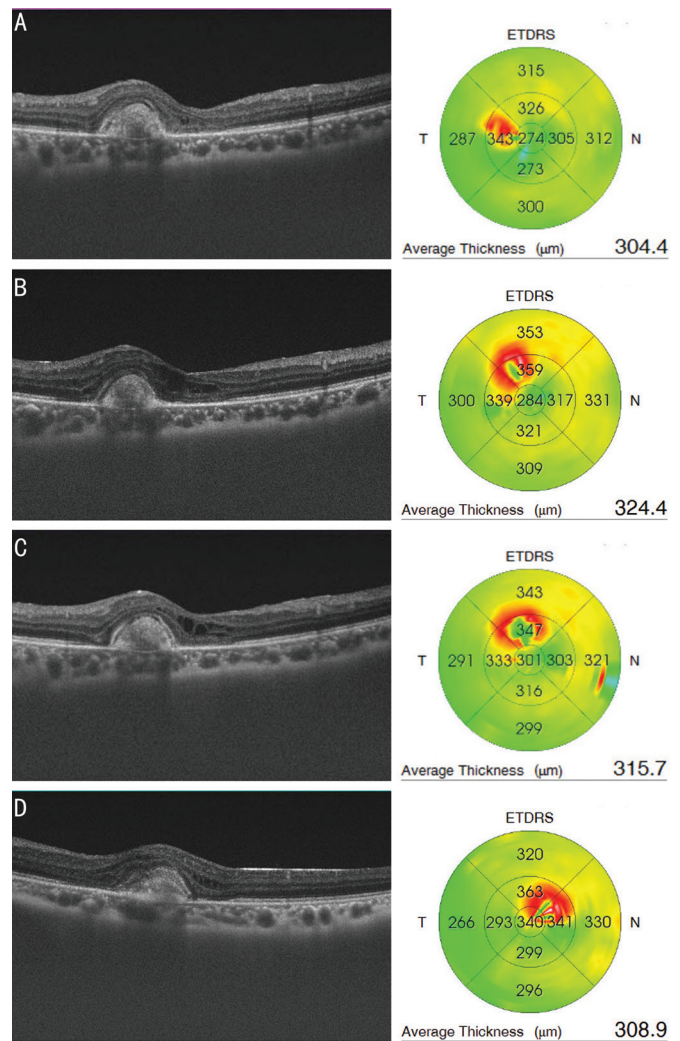 A
ETDRS
315
326
T 287 343 274 305 312 N
273
300
Average Thickness (μm) 304.4
B
ETDRS
353
359
T 300 339 284 317 331 N
321
309
Average Thickness (μm) 324.4
C
ETDRS
343
347
T 291 333 301 303 321 N
316
299
Average Thickness (μm) 315.7
D
ETDRS
320
363
T 266 293 340 341 330 N
299
296
Average Thickness (μm) 308.9